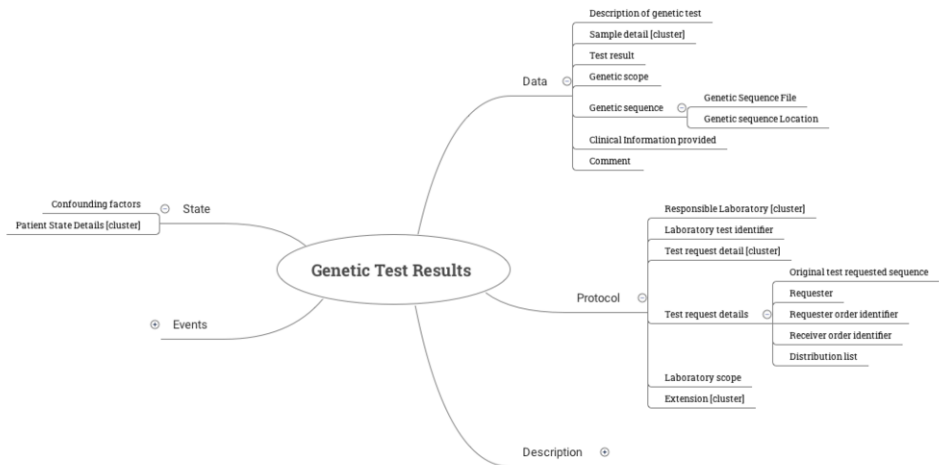 Genetic Test Results
Data
Description of genetic test
Sample detail [cluster]
Test result
Genetic scope
Genetic sequence
Genetic Sequence File
Genetic sequence Location
Clinical Information provided
Comment
State
Confounding factors
Patient State Details [cluster]
Events
Protocol
Responsible Laboratory [cluster]
Laboratory test identifier
Test request detail [cluster]
Test request details
Original test requested sequence
Requester
Requester order identifier
Receiver order identifier
Distribution list
Laboratory scope
Extension [cluster]
Description